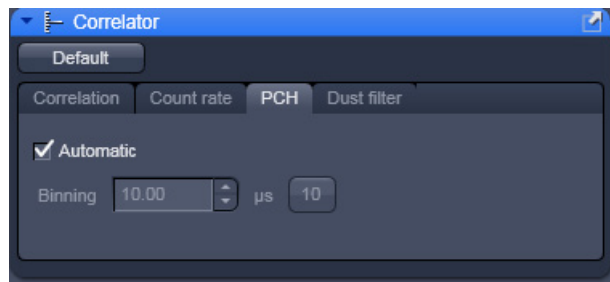 Correlator
Default
Correlation Count rate PCH Dust filter
Automatic
Binning 10.00 µs 10